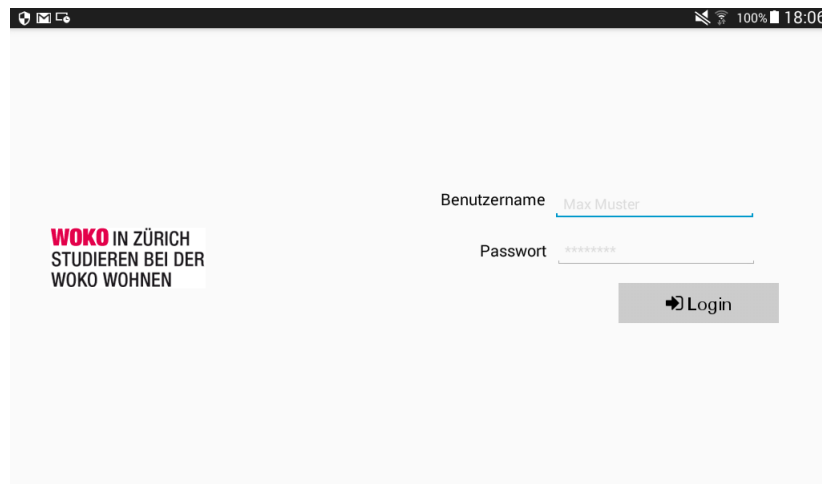 100% 18:06
WOKO IN ZÜRICH
STUDIEREN BEI DER
WOKO WOHNEN
Benutzername Max Muster
Passwort ********
Login